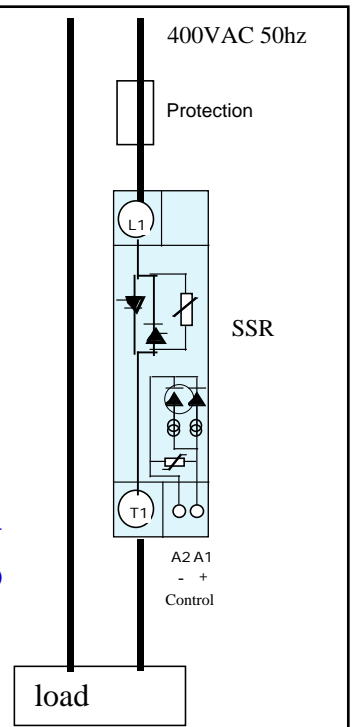 400VAC 50hz
Protection
L1
SSR
T1
A2 A1
- +
Control
load